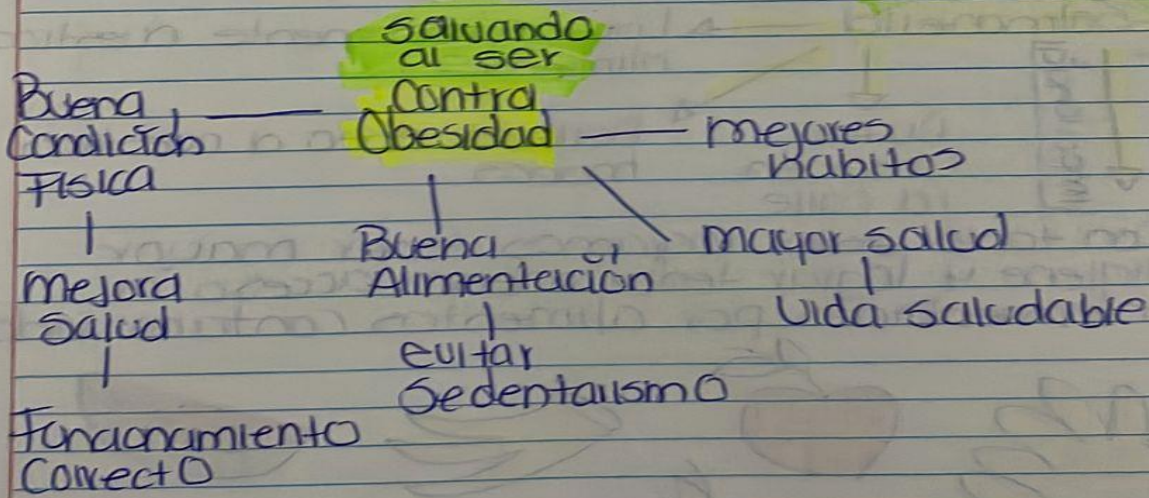 Salvando
al ser
Contra
Obesidad
Buena
Condición
Física
mejores
habitos
Buena
Alimentación
mayor salud
mejora
Salud
Vida saludable
evitar
Sedentarismo
Funcionamiento
Correcto